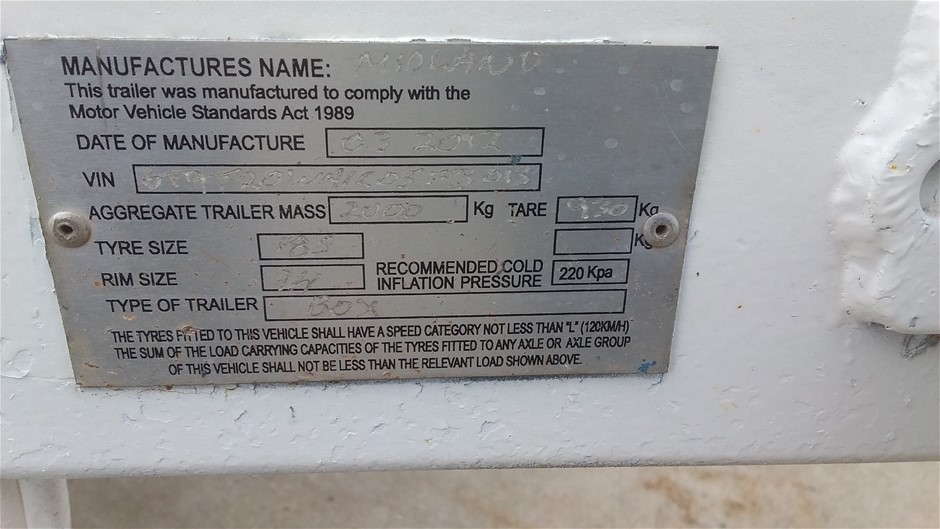 MANUFACTURES NAME: MIDLAND
This trailer was manufactured to comply with the
Motor Vehicle Standards Act 1989
DATE OF MANUFACTURE 03
VIN
AGGREGATE TRAILER MASS 2000 Kg TARE 930 Kg
TYRE SIZE 185 Kg
RIM SIZE 14 RECOMMENDED COLD INFLATION PRESSURE 220 Kpa
TYPE OF TRAILER BOX
THE TYRES FITTED TO THIS VEHICLE SHALL HAVE A SPEED CATEGORY NOT LESS THAN "L" (120KM/H)
THE SUM OF THE LOAD CARRYING CAPACITIES OF THE TYRES FITTED TO ANY AXLE OR AXLE GROUP
OF THIS VEHICLE SHALL NOT BE LESS THAN THE RELEVANT LOAD SHOWN ABOVE.